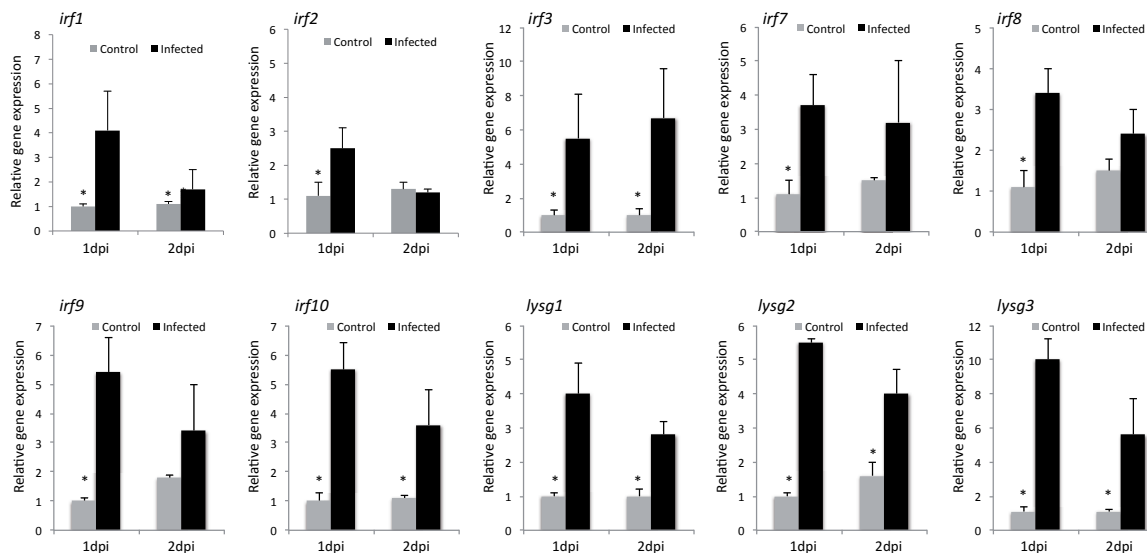 irf1
Control Infected
Relative gene expression
8
7
6
5
4
3
2
1
0
*
*
1dpi 2dpi
irf2
Control Infected
Relative gene expression
6
5
4
3
2
1
0
*
1dpi 2dpi
irf3
Control Infected
Relative gene expression
12
10
8
6
4
2
0
*
*
1dpi 2dpi
irf7
Control Infected
Relative gene expression
6
5
4
3
2
1
0
*
1dpi 2dpi
irf8
Control Infected
Relative gene expression
5
4
3
2
1
0
*
1dpi 2dpi
irf9
Control Infected
Relative gene expression
7
6
5
4
3
2
1
0
*
1dpi 2dpi
irf10
Control Infected
Relative gene expression
7
6
5
4
3
2
1
0
*
*
1dpi 2dpi
lysg1
Control Infected
Relative gene expression
6
5
4
3
2
1
0
*
*
1dpi 2dpi
lysg2
Control Infected
Relative gene expression
6
5
4
3
2
1
0
*
*
1dpi 2dpi
lysg3
Control Infected
Relative gene expression
12
10
8
6
4
2
0
*
*
1dpi 2dpi